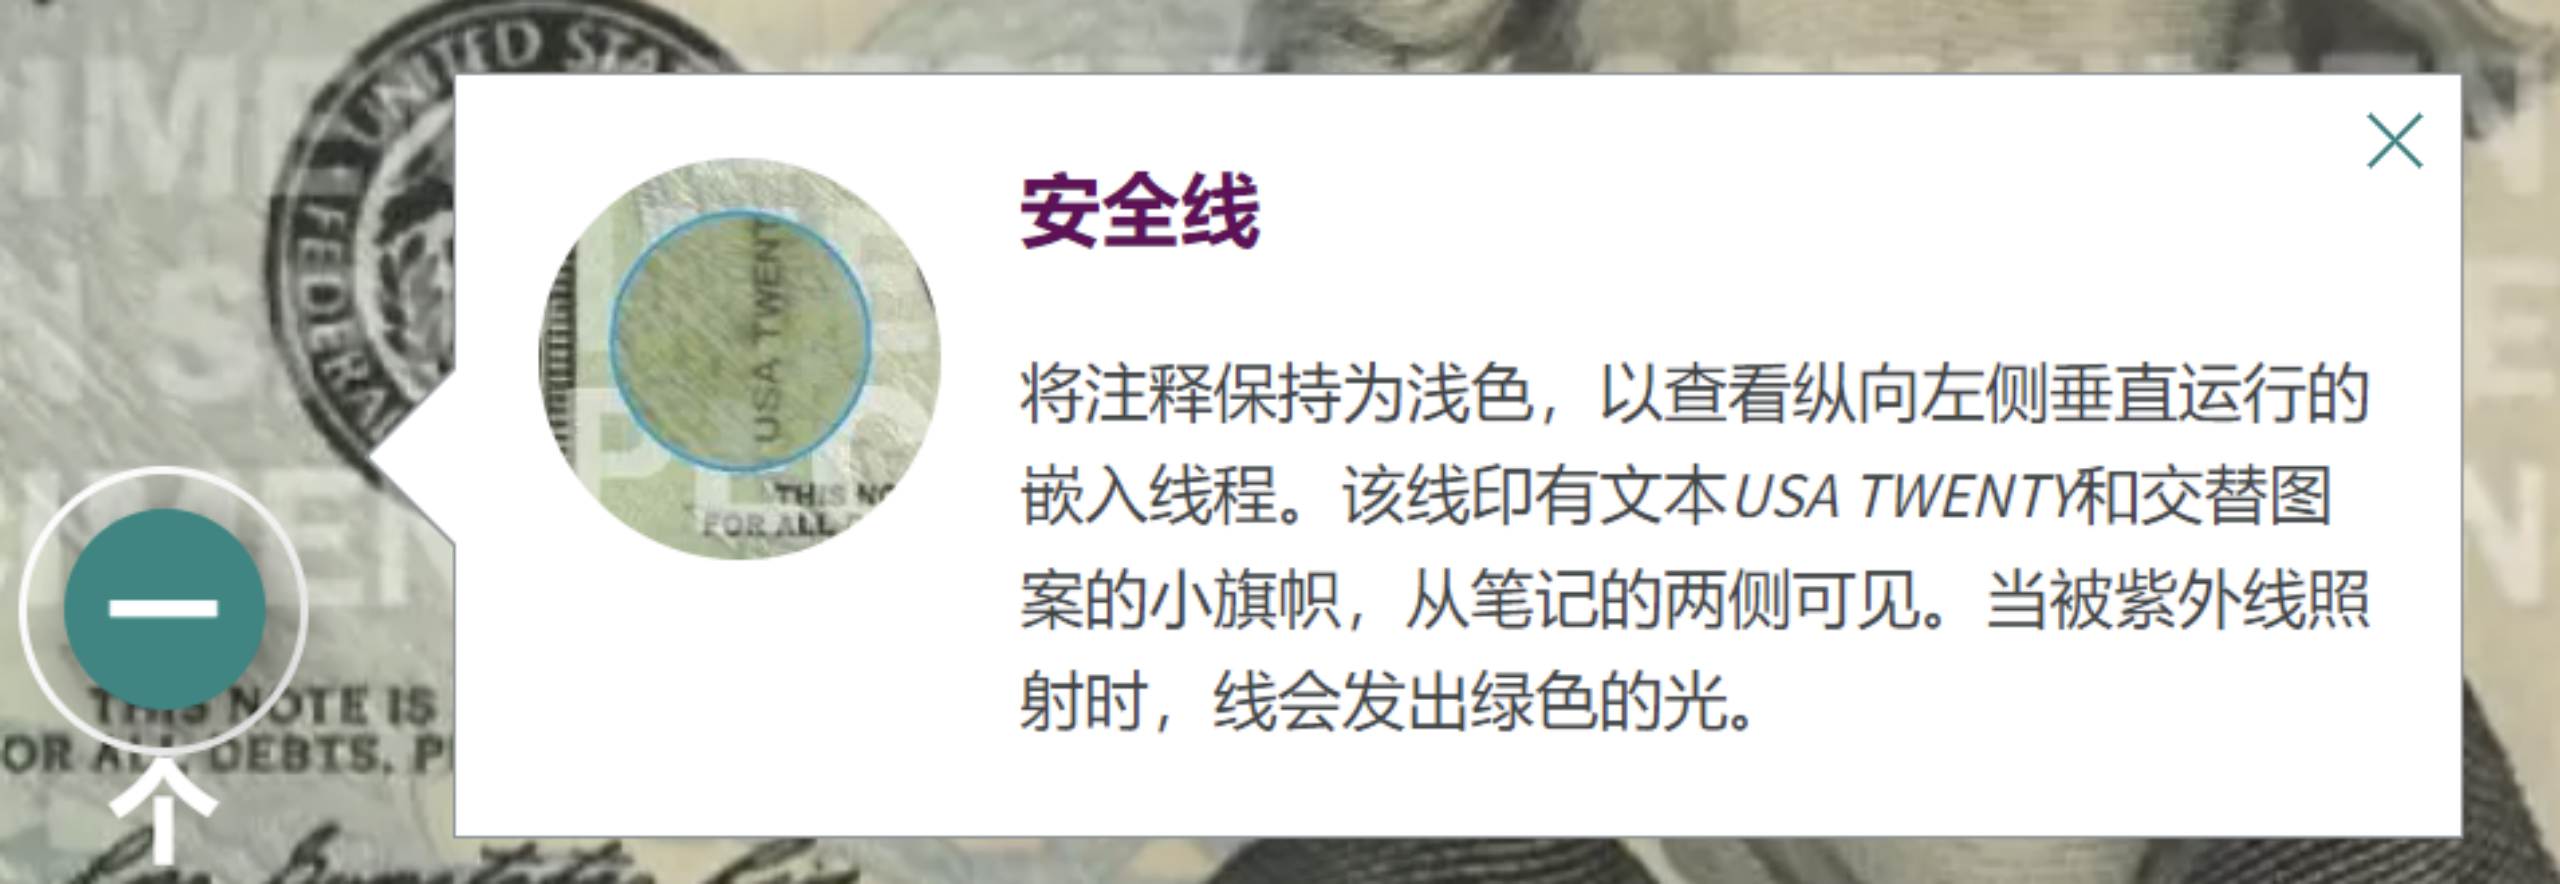 UNITED STA
FEDERAL
安全线
USA TWENT
将注释保持为浅色，以查看纵向左侧垂直运行的
嵌入线程。该线印有文本USA TWENTY和交替图
案的小旗帜，从笔记的两侧可见。当被紫外线照
射时，线会发出绿色的光。
THIS NO
FOR ALL
THIS NOTE IS
OR ALL DEBTS, P